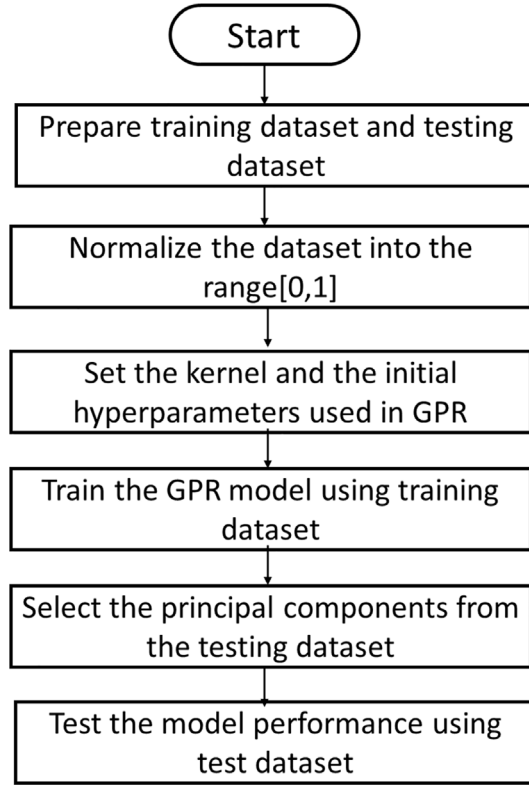 Start
Prepare training dataset and testing
dataset
Normalize the dataset into the
range[0,1]
Set the kernel and the initial
hyperparameters used in GPR
Train the GPR model using training
dataset
Select the principal components from
the testing dataset
Test the model performance using
test dataset